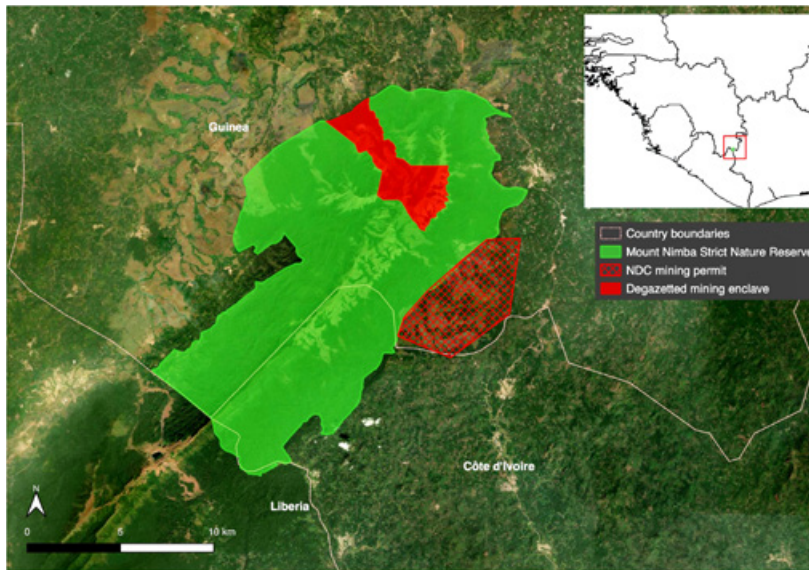 Guinea
Country boundaries
Mount Nimba Strict Nature Reserve
NDC mining permit
Degazetted mining enclave
Côte d'Ivoire
Liberia
N
0 5 10 km